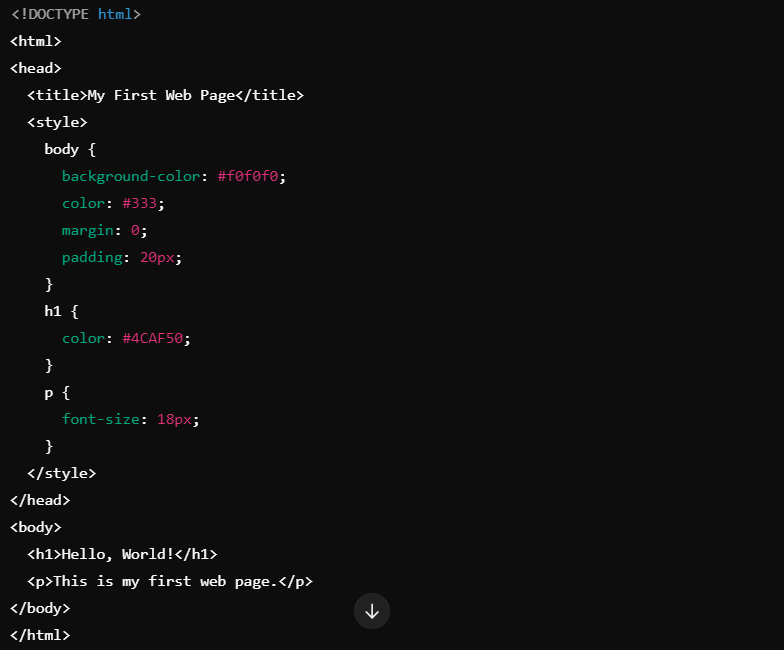 <!DOCTYPE html>
<html>
<head>
  <title>My First Web Page</title>
  <style>
    body {
      background-color: #f0f0f0;
      color: #333;
      margin: 0;
      padding: 20px;
    }
    h1 {
      color: #4CAF50;
    }
    p {
      font-size: 18px;
    }
  </style>
</head>
<body>
  <h1>Hello, World!</h1>
  <p>This is my first web page.</p>
</body>
</html>